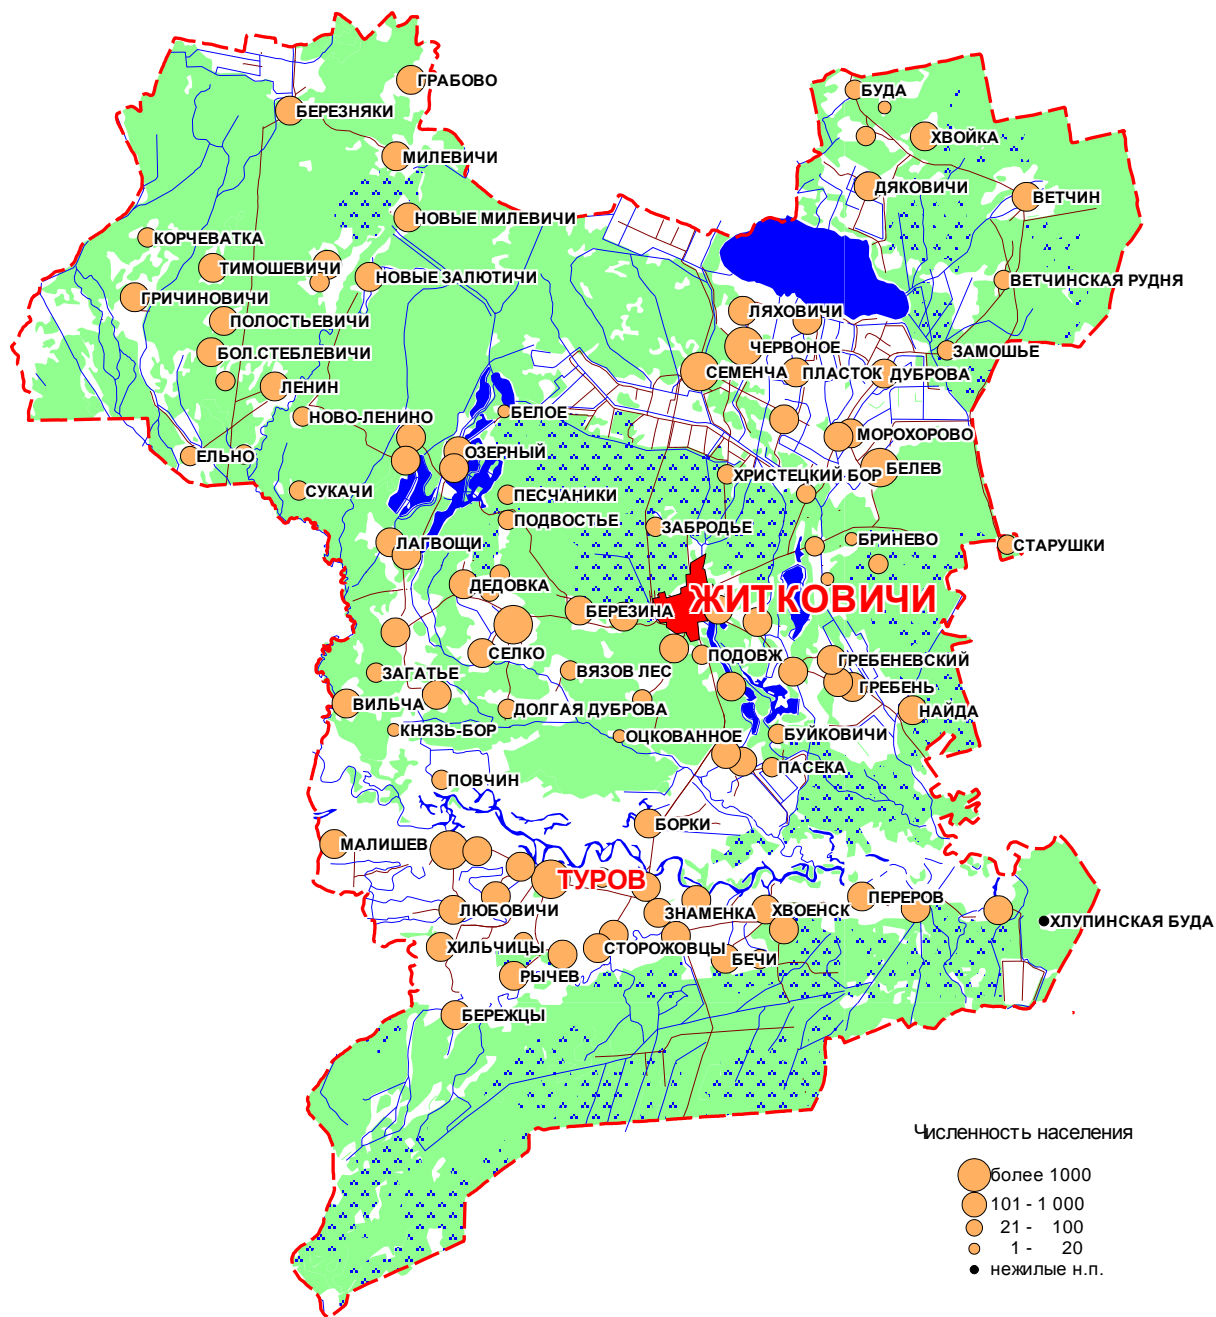 ГРАБОВО
БУДА
БЕРЕЗНЯКИ
ХВОЙКА
МИЛЕВИЧИ
ДЯКОВИЧИ
ВЕТЧИН
НОВЫЕ МИЛЕВИЧИ
КОРЧЕВАТКА
ТИМОШЕВИЧИ
НОВЫЕ ЗАЛЮТИЧИ
ВЕТЧИНСКАЯ РУДНЯ
ГРИЧИНОВИЧИ
ЛЯХОВИЧИ
ПОЛОСТЬЕВИЧИ
ЧЕРВОНОЕ
ЗАМОШЬЕ
БОЛ.СТЕБЛЕВИЧИ
СЕМЕНЧА
ПЛАСТОК
ДУБРОВА
ЛЕНИН
НОВО-ЛЕНИНО
БЕЛОЕ
МОРОХОРОВО
ОЗЕРНЫЙ
ЕЛЬНО
БЕЛЕВ
ХРИСТЕЦКИЙ БОР
СУКАЧИ
ПЕСЧАНИКИ
ПОДВОСТЬЕ
ЗАБРОДЬЕ
БРИНЕВО
ЛАГВОЩИ
СТАРУШКИ
ДЕДОВКА
ЖИТКОВИЧИ
БЕРЕЗИНА
СЕЛКО
ПОДОВЖ
ГРЕБЕНЕВСКИЙ
ЗАГАТЬЕ
ВЯЗОВ ЛЕС
ГРЕБЕНЬ
ВИЛЬЧА
ДОЛГАЯ ДУБРОВА
НАЙДА
КНЯЗЬ-БОР
ОЦКОВАННОЕ
БУЙКОВИЧИ
ПАСЕКА
ПОВЧИН
БОРКИ
МАЛИШЕВ
ТУРОВ
ПЕРЕРОВ
ЛЮБОВИЧИ
ЗНАМЕНКА
ХВОЕНСК
ХЛУПИНСКАЯ БУДА
ХИЛЬЧИЦЫ
СТОРОЖОВЦЫ
БЕЧИ
РЫЧЕВ
БЕРЕЖЦЫ
Численность населения
более 1000
101 - 1 000
21 - 100
1 - 20
нежилые н.п.